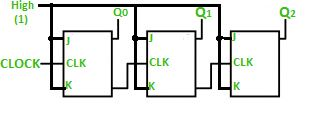 High
(1)
Q0 Q1 Q2
J J J
CLOCK CLK CLK CLK
K K K